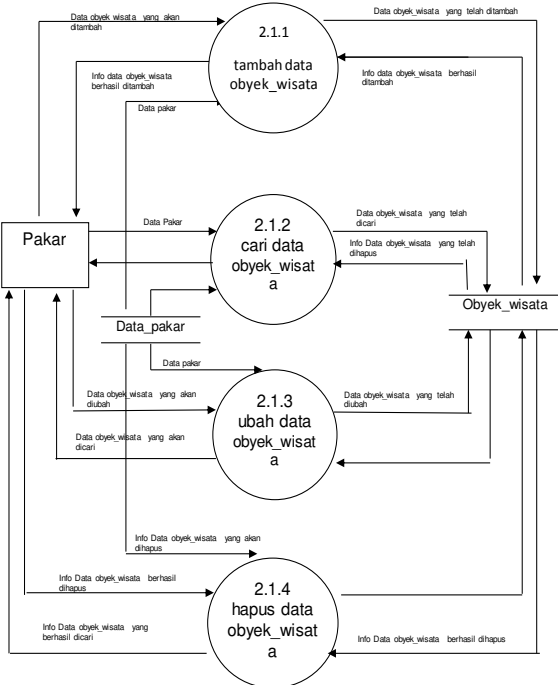 Data obyek_wisata yang akan
ditambah
Data obyek_wisata yang telah ditambah
2.1.1
tambah data
obyek_wisata
Info data obyek_wisata
berhasil ditambah
Info data obyek_wisata berhasil
ditambah
Data pakar
Pakar
Data Pakar
2.1.2
cari data
obyek_wisat
a
Data obyek_wisata yang telah
dicari
Info Data obyek_wisata yang telah
dihapus
Obyek_wisata
Data_pakar
Data pakar
Data obyek_wisata yang akan
diubah
2.1.3
ubah data
obyek_wisat
a
Data obyek_wisata yang telah
diubah
Data obyek_wisata yang akan
dicari
Info Data obyek_wisata yang akan
dihapus
Info Data obyek_wisata berhasil
dihapus
2.1.4
hapus data
obyek_wisat
a
Info Data obyek_wisata yang
berhasil dicari
Info Data obyek_wisata berhasil dihapus